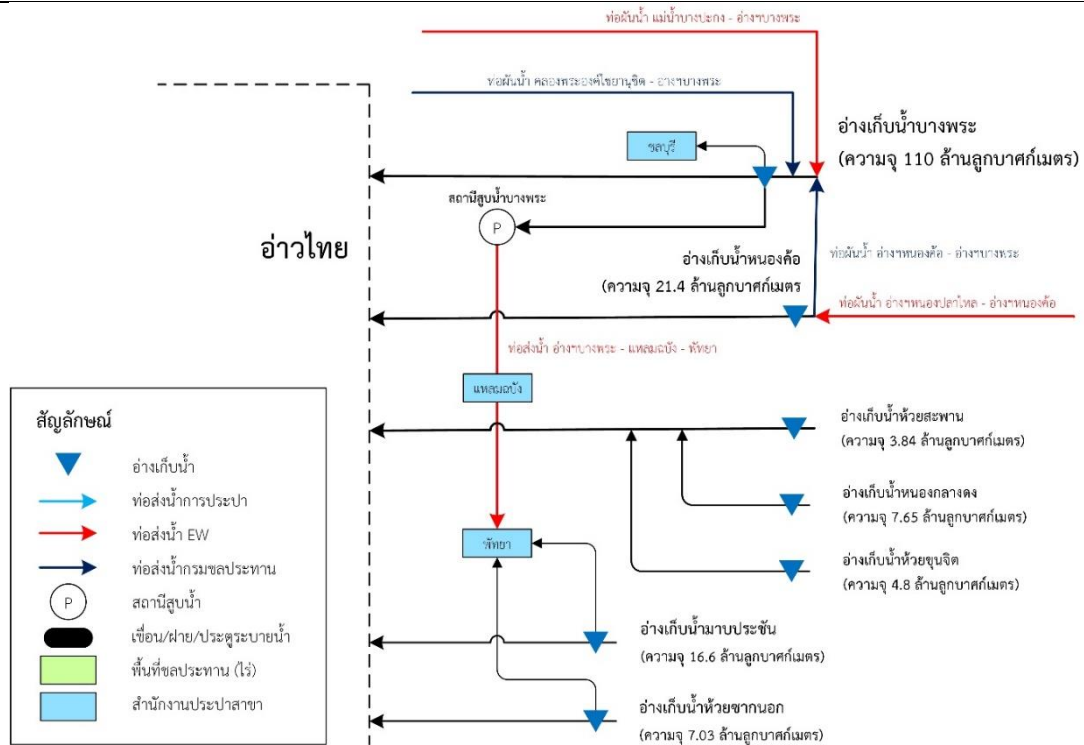 ท่อผันน้ำ แม่น้ำบางปะกง - อ่างฯบางพระ
ท่อผันน้ำ คลองพระองค์ไชยานุชิต - อ่างฯบางพระ
อ่างเก็บน้ำบางพระ
(ความจุ 110 ล้านลูกบาศก์เมตร)
ชลบุรี
สถานีสูบน้ำบางพระ
P
อ่าวไทย
อ่างเก็บน้ำหนองค้อ
(ความจุ 21.4 ล้านลูกบาศก์เมตร
ท่อผันน้ำ อ่างฯหนองค้อ - อ่างฯบางพระ
ท่อผันน้ำ อ่างฯหนองปลาไหล - อ่างฯหนองค้อ
ท่อส่งน้ำ อ่างฯบางพระ - แหลมฉบัง - พัทยา
แหลมฉบัง
อ่างเก็บน้ำห้วยสะพาน
(ความจุ 3.84 ล้านลูกบาศก์เมตร)
อ่างเก็บน้ำหนองกลางดง
(ความจุ 7.65 ล้านลูกบาศก์เมตร)
อ่างเก็บน้ำห้วยขุนจิต
(ความจุ 4.8 ล้านลูกบาศก์เมตร)
พัทยา
อ่างเก็บน้ำมาบประชัน
(ความจุ 16.6 ล้านลูกบาศก์เมตร)
อ่างเก็บน้ำห้วยซากนอก
(ความจุ 7.03 ล้านลูกบาศก์เมตร)
สัญลักษณ์
อ่างเก็บน้ำ
ท่อส่งน้ำการประปา
ท่อส่งน้ำ EW
ท่อส่งน้ำกรมชลประทาน
P
สถานีสูบน้ำ
เขื่อน/ฝาย/ประตูระบายน้ำ
พื้นที่ชลประทาน (ไร่)
สำนักงานประปาสาขา